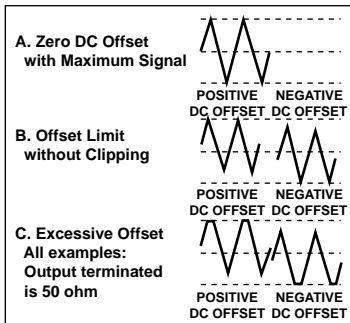 A. Zero DC Offset
with Maximum Signal
POSITIVE NEGATIVE
DC OFFSET DC OFFSET
B. Offset Limit
without Clipping
POSITIVE NEGATIVE
DC OFFSET DC OFFSET
C. Excessive Offset
All examples:
Output terminated
is 50 ohm
POSITIVE NEGATIVE
DC OFFSET DC OFFSET